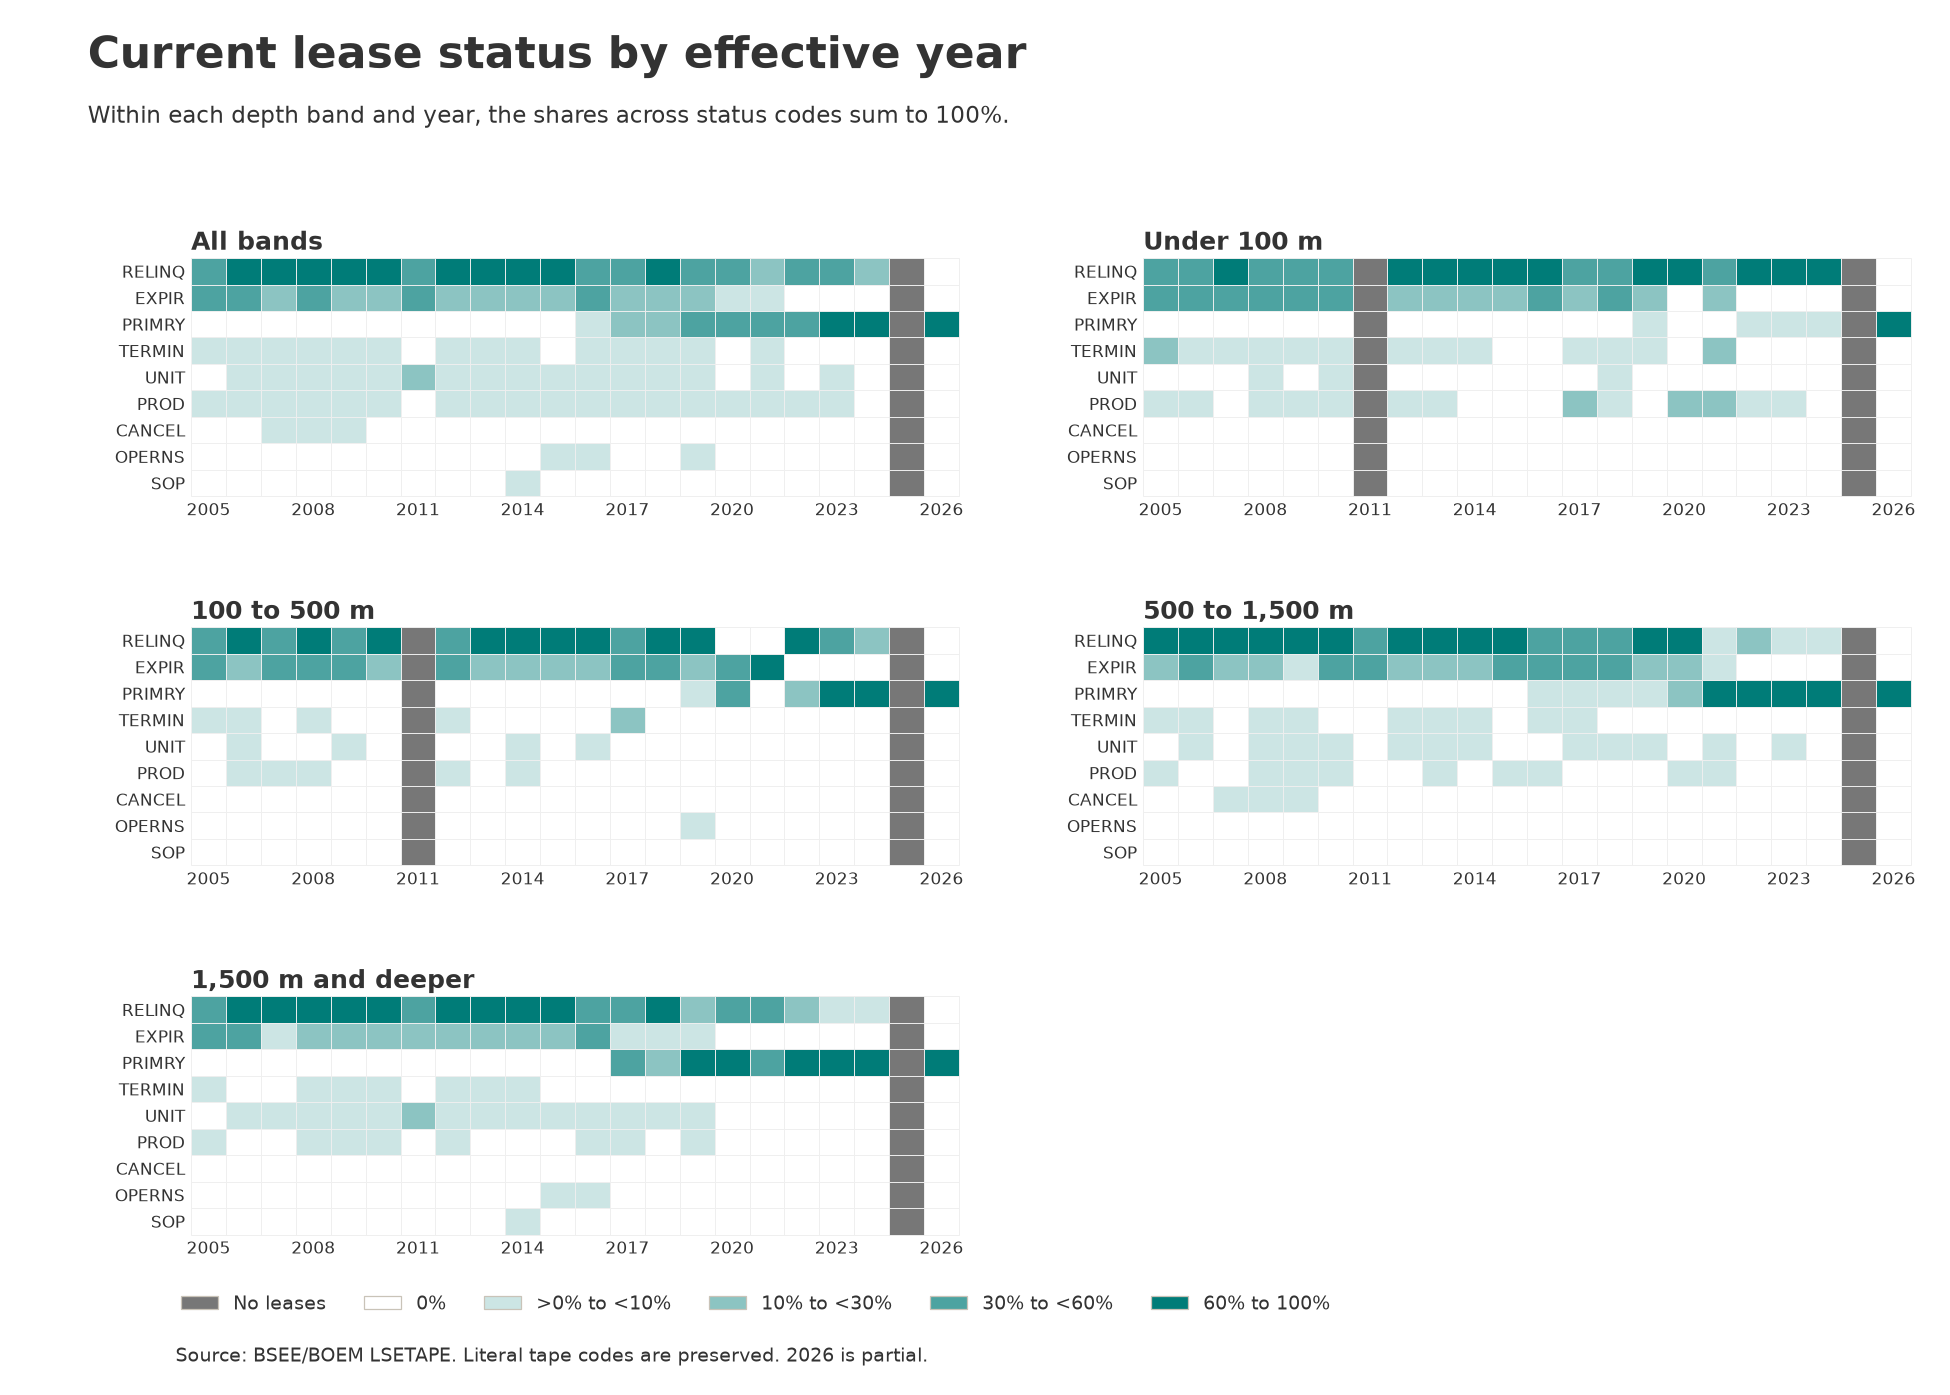 Current lease status by effective year
Within each depth band and year, the shares across status codes sum to 100%.
All bands
RELINQ
EXPIR
PRIMRY
TERMIN
UNIT
PROD
CANCEL
OPERNS
SOP
2005 2008 2011 2014 2017 2020 2023 2026
Under 100 m
RELINQ
EXPIR
PRIMRY
TERMIN
UNIT
PROD
CANCEL
OPERNS
SOP
2005 2008 2011 2014 2017 2020 2023 2026
100 to 500 m
RELINQ
EXPIR
PRIMRY
TERMIN
UNIT
PROD
CANCEL
OPERNS
SOP
2005 2008 2011 2014 2017 2020 2023 2026
500 to 1,500 m
RELINQ
EXPIR
PRIMRY
TERMIN
UNIT
PROD
CANCEL
OPERNS
SOP
2005 2008 2011 2014 2017 2020 2023 2026
1,500 m and deeper
RELINQ
EXPIR
PRIMRY
TERMIN
UNIT
PROD
CANCEL
OPERNS
SOP
2005 2008 2011 2014 2017 2020 2023 2026
No leases 0% >0% to <10% 10% to <30% 30% to <60% 60% to 100%
Source: BSEE/BOEM LSETAPE. Literal tape codes are preserved. 2026 is partial.